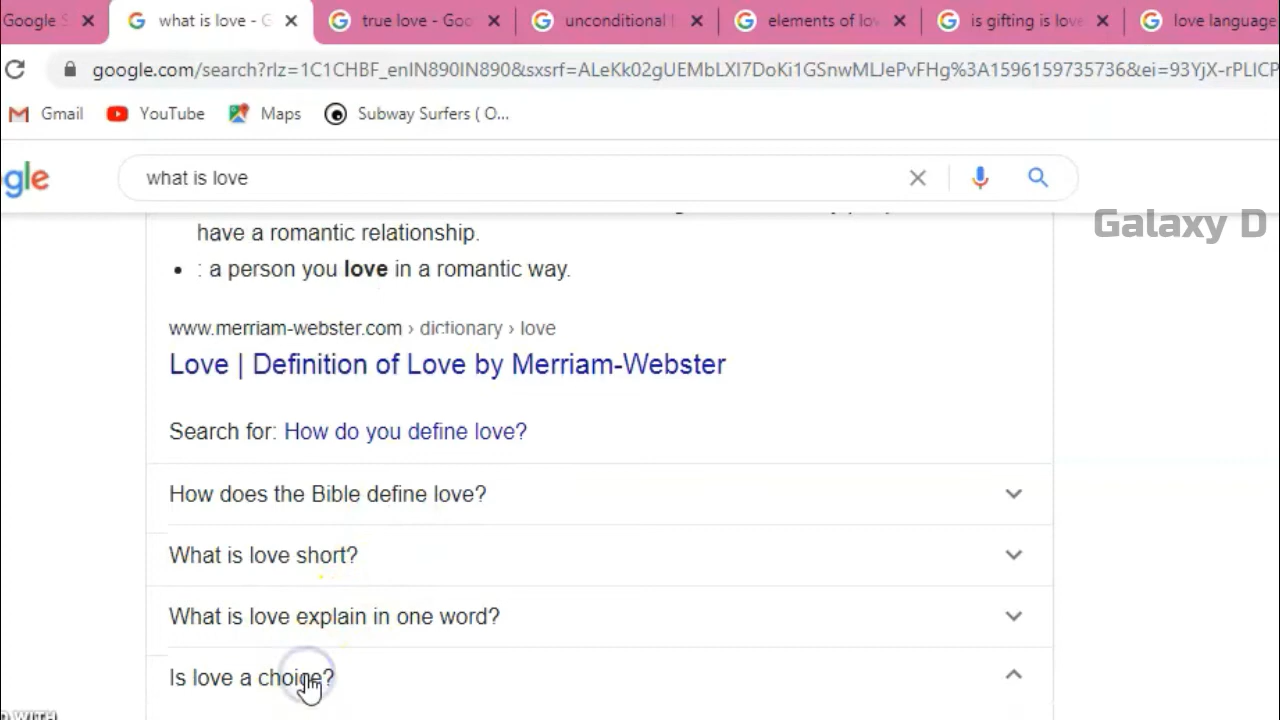 Google
what is love - G
true love - Goo
unconditional
elements of lov
is gifting is love
love language
google.com/search?rlz=1C1CHBF_enIN890IN890&sxsrf=ALeKk02gUEMbLXI7DoKi1GSnwMLJePvFHg%3A1596159735736&ei=93YjX-rPLICP
Gmail
YouTube
Maps
Subway Surfers ( O...
gle
what is love
Galaxy D
have a romantic relationship.
• : a person you love in a romantic way.
www.merriam-webster.com › dictionary › love
Love | Definition of Love by Merriam-Webster
Search for: How do you define love?
How does the Bible define love?
What is love short?
What is love explain in one word?
Is love a choice?
WITH